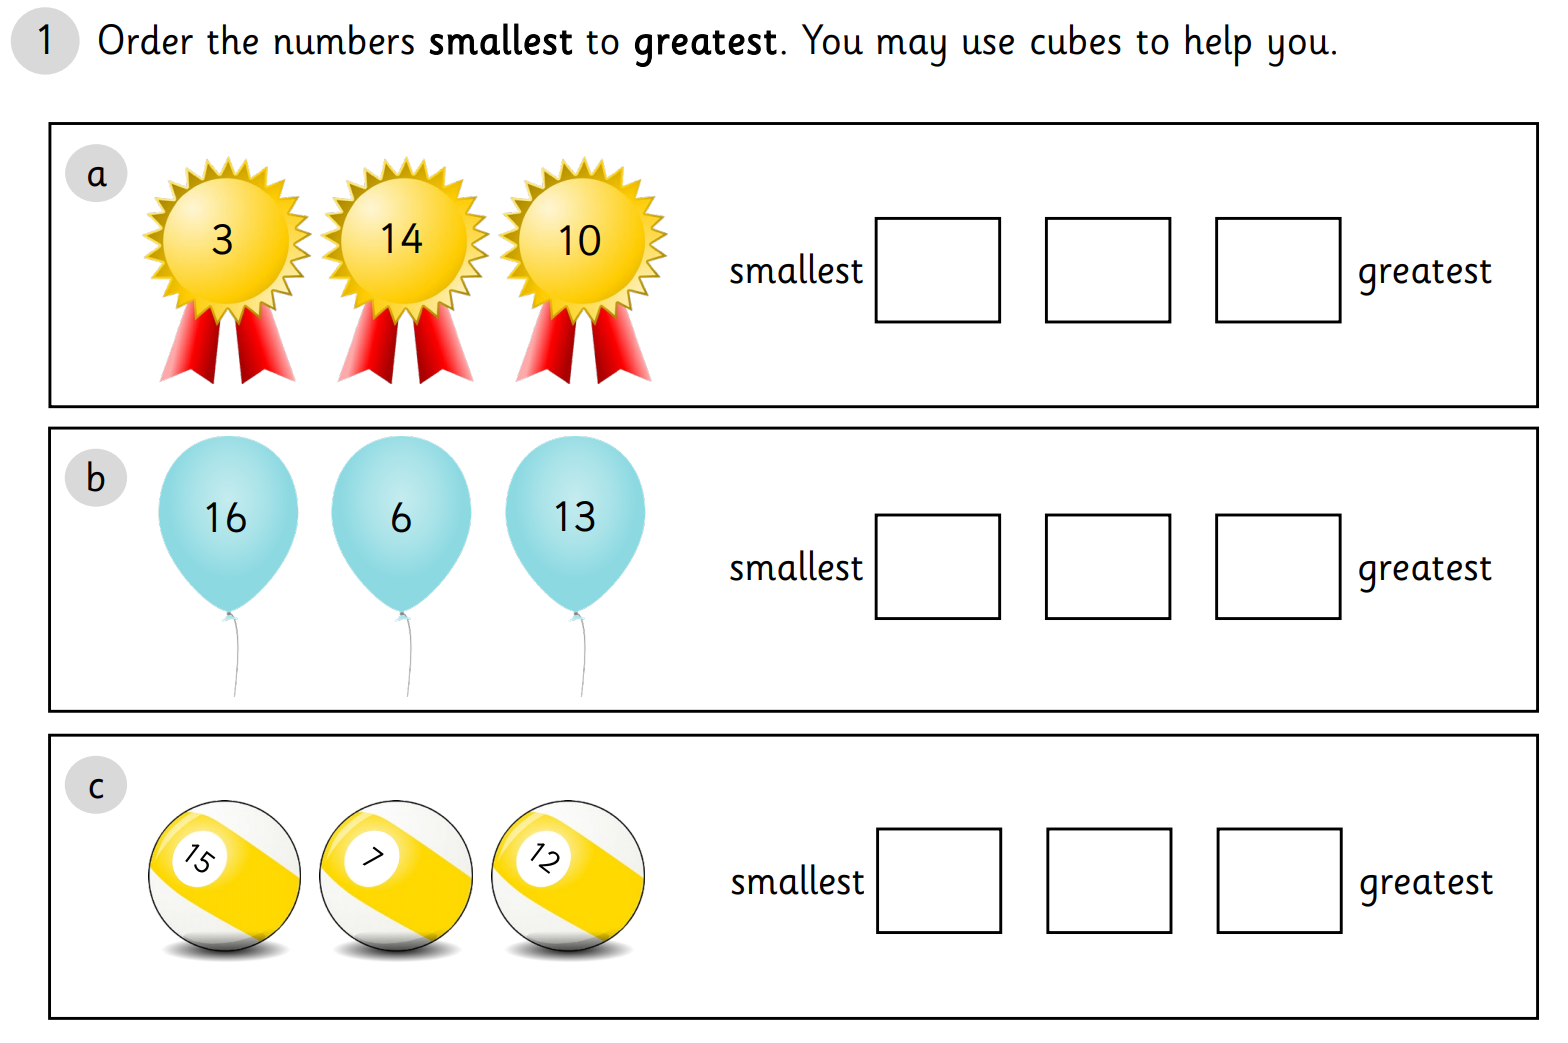 1 Order the numbers smallest to greatest. You may use cubes to help you.
a
3 14 10
smallest greatest
b
16 6 13
smallest greatest
c
15 7 12
smallest greatest